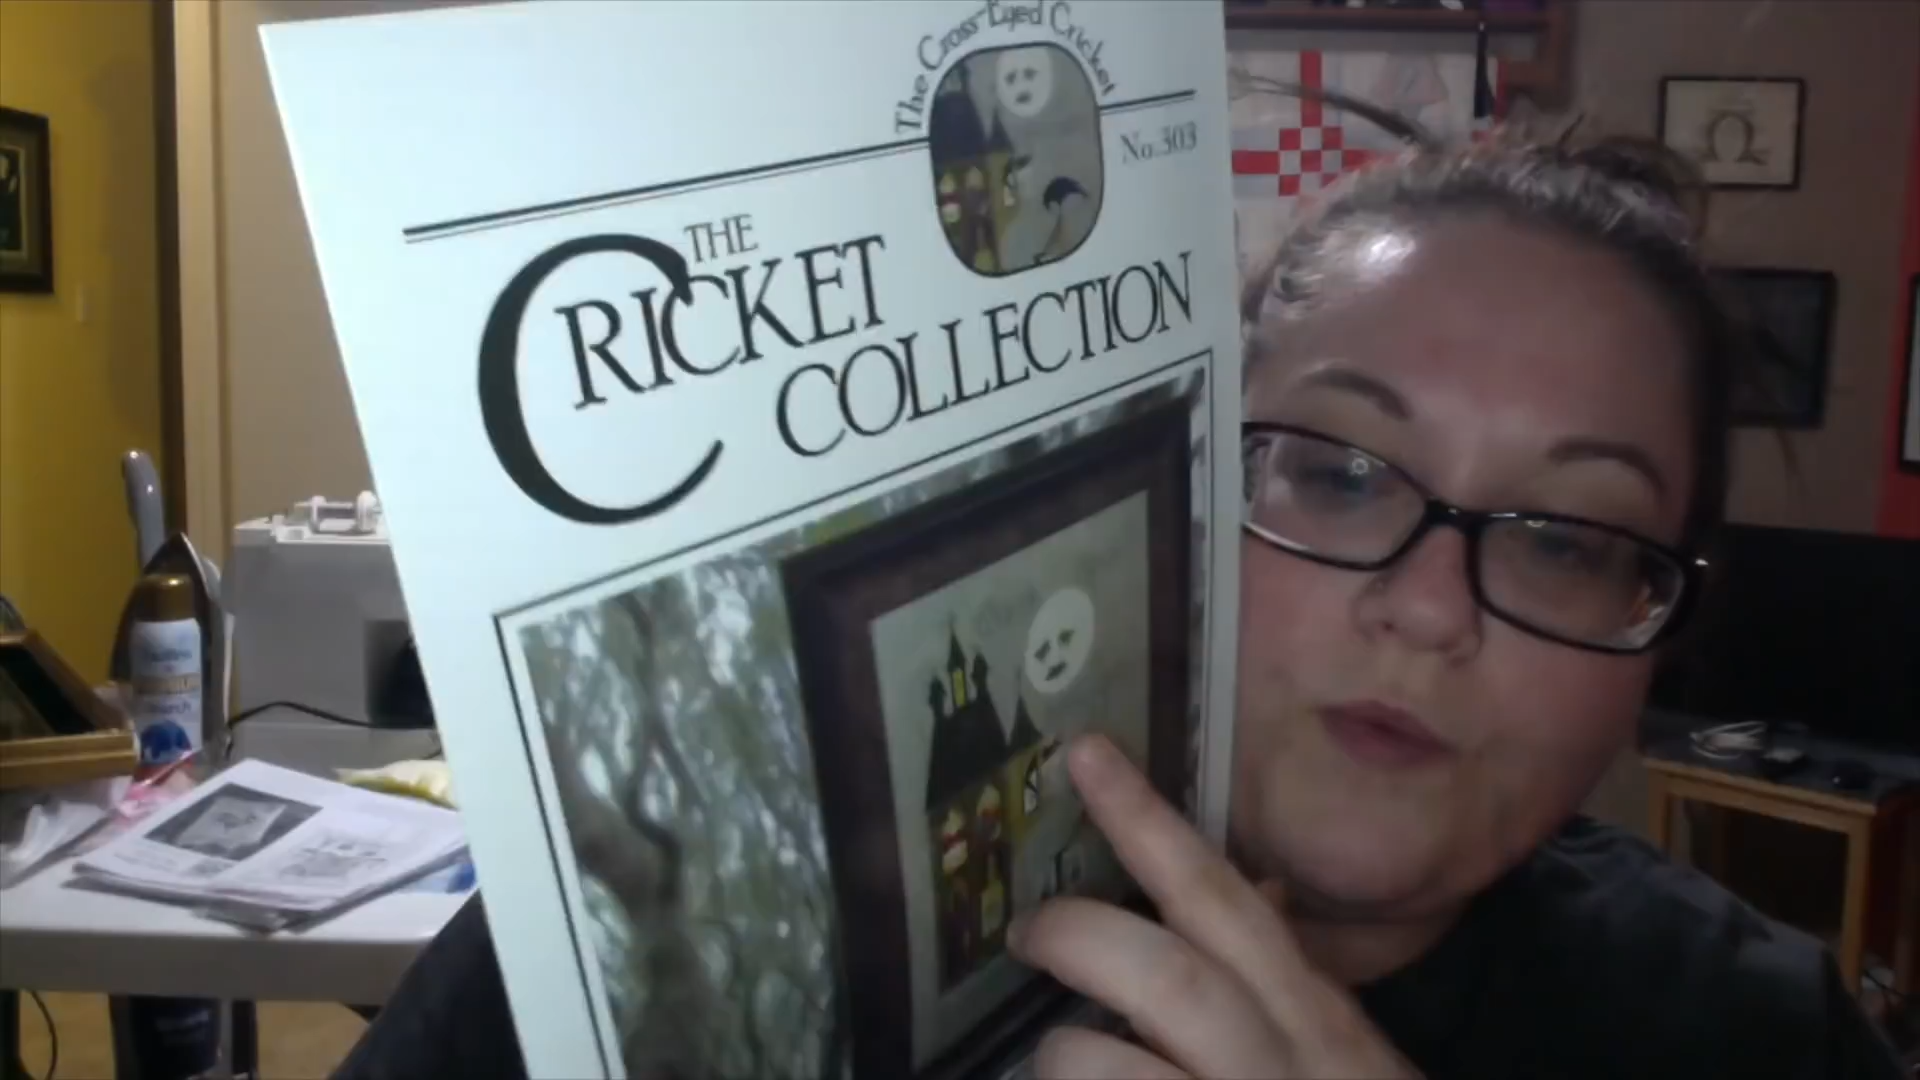 The Cross-Eyed Cricket
No. 303
THE
CRICKET
COLLECTION